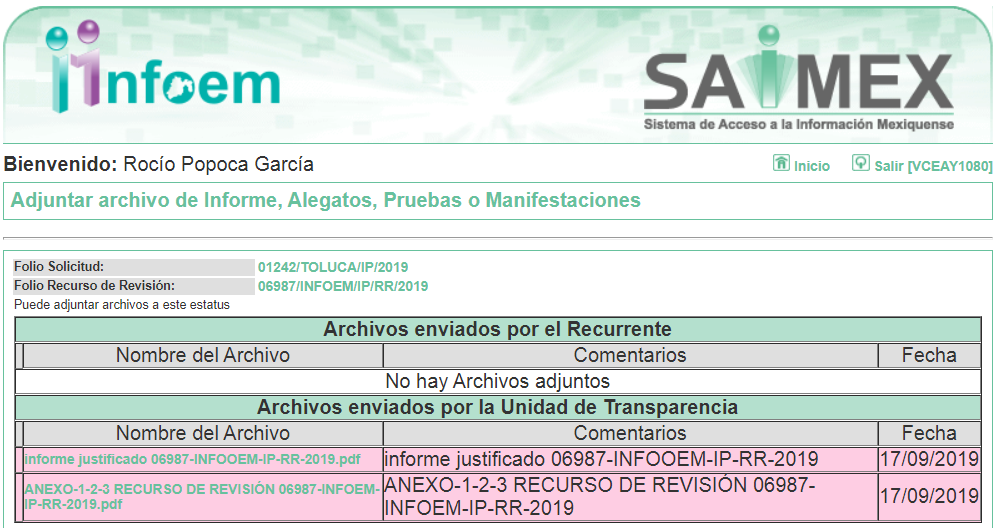 infoem
SAIMEX
Sistema de Acceso a la Información Mexiquense
Bienvenido: Rocío Popoca García
Inicio Salir [VCEAY1080]
Adjuntar archivo de Informe, Alegatos, Pruebas o Manifestaciones
Folio Solicitud: 01242/TOLUCA/IP/2019
Folio Recurso de Revisión: 06987/INFOEM/IP/RR/2019
Puede adjuntar archivos a este estatus
Archivos enviados por el Recurrente
Nombre del Archivo Comentarios Fecha
No hay Archivos adjuntos
Archivos enviados por la Unidad de Transparencia
Nombre del Archivo Comentarios Fecha
informe justificado 06987-INFOOEM-IP-RR-2019.pdf informe justificado 06987-INFOOEM-IP-RR-2019 17/09/2019
ANEXO-1-2-3 RECURSO DE REVISIÓN 06987-INFOEM-
IP-RR-2019.pdf
ANEXO-1-2-3 RECURSO DE REVISIÓN 06987-
INFOEM-IP-RR-2019
17/09/2019